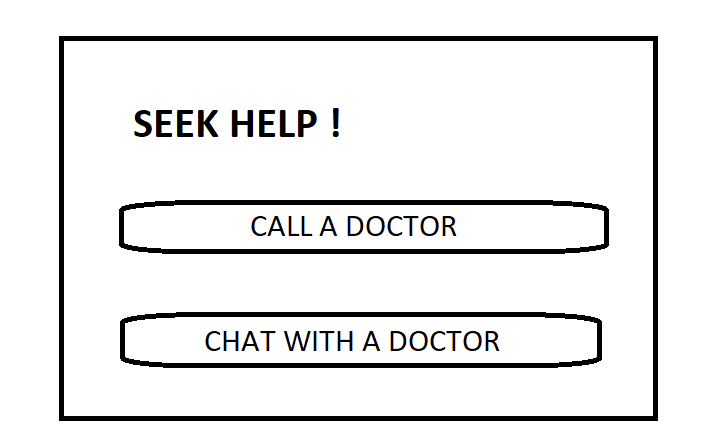 SEEK HELP !
CALL A DOCTOR
CHAT WITH A DOCTOR